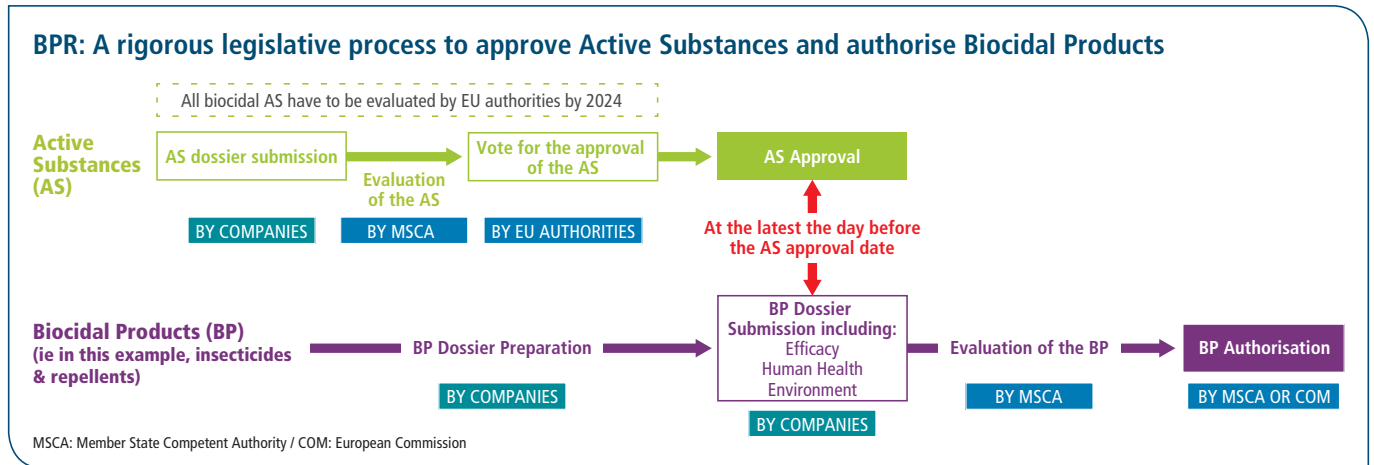 BPR: A rigorous legislative process to approve Active Substances and authorise Biocidal Products
All biocidal AS have to be evaluated by EU authorities by 2024
Active
Substances
(AS)
AS dossier submission
Evaluation
of the AS
Vote for the approval
of the AS
AS Approval
BY COMPANIES
BY MSCA
BY EU AUTHORITIES
At the latest the day before
the AS approval date
Biocidal Products (BP)
(ie in this example, insecticides
& repellents)
BP Dossier Preparation
BP Dossier
Submission including:
Efficacy
Human Health
Environment
Evaluation of the BP
BP Authorisation
BY COMPANIES
BY COMPANIES
BY MSCA
BY MSCA OR COM
MSCA: Member State Competent Authority / COM: European Commission